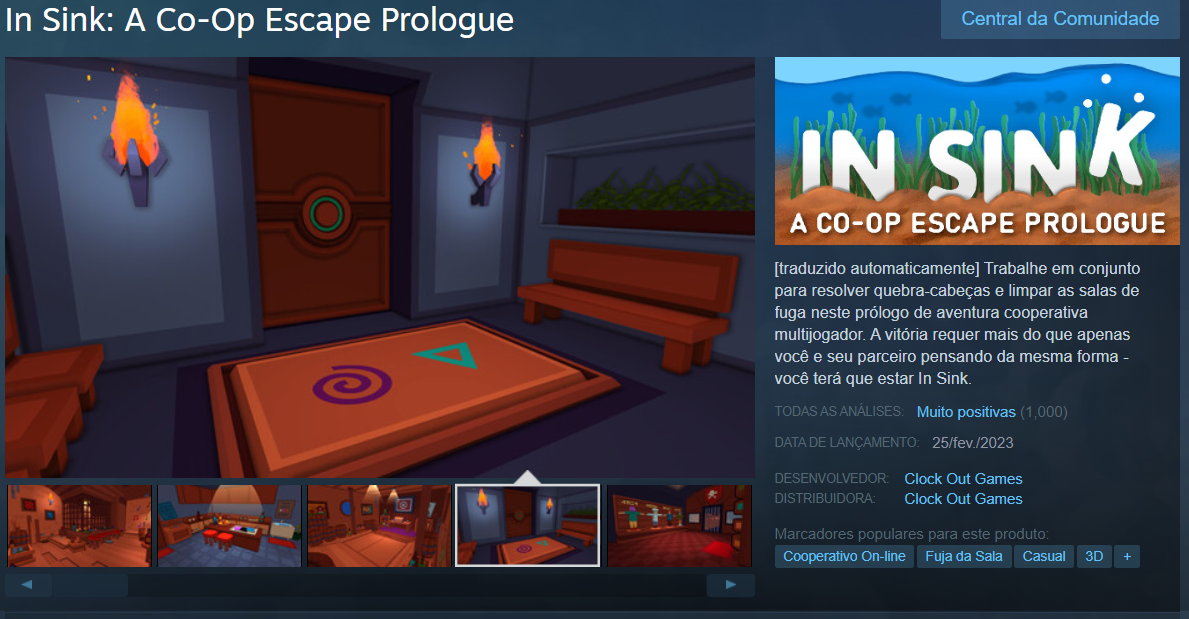 In Sink: A Co-Op Escape Prologue
Central da Comunidade
IN SINK
A CO-OP ESCAPE PROLOGUE
[traduzido automaticamente] Trabalhe em conjunto
para resolver quebra-cabeças e limpar as salas de
fuga neste prólogo de aventura cooperativa
multijogador. A vitória requer mais do que apenas
você e seu parceiro pensando da mesma forma -
você terá que estar In Sink.
TODAS AS ANÁLISES: Muito positivas (1,000)
DATA DE LANÇAMENTO: 25/fev./2023
DESENVOLVEDOR: Clock Out Games
DISTRIBUIDORA: Clock Out Games
Marcadores populares para este produto:
Cooperativo On-line Fuja da Sala Casual 3D +